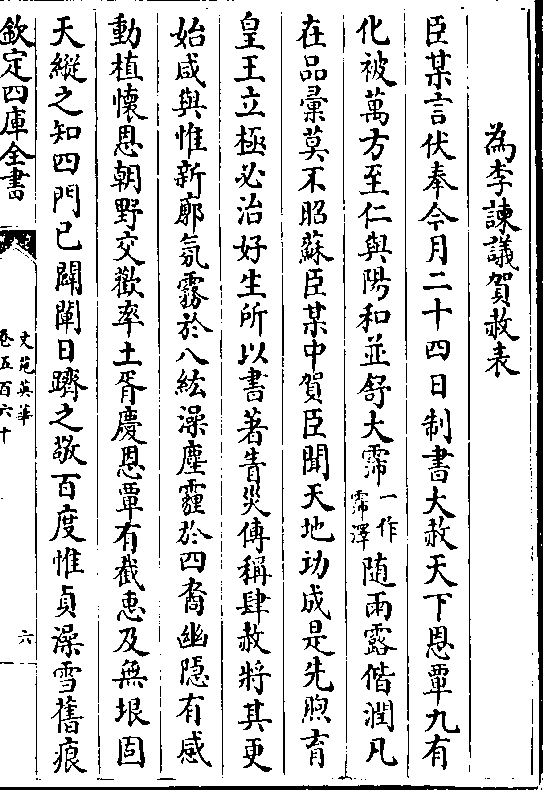 為李諫議賀赦表
臣某言伏奉今月二十四日制書大赦天下恩覃九有
化被萬方至仁與陽和並舒大霈一作霈澤随雨露偕潤凡
在品彚莫不昭蘇臣某中賀臣聞天地功成是先煦育
皇王立極必治好生所以書著眚災傳稱肆赦將其更
始咸與惟新廓氛霧於八紘澡塵霾於四裔幽隱有感
動植懷恩朝野交歡率土胥慶恩覃有截惠及無垠固
天縱之知四門已闢闡日躋之敬百度惟貞澡雪舊痕
欽定四庫全書
文苑英華
卷五百六十
六